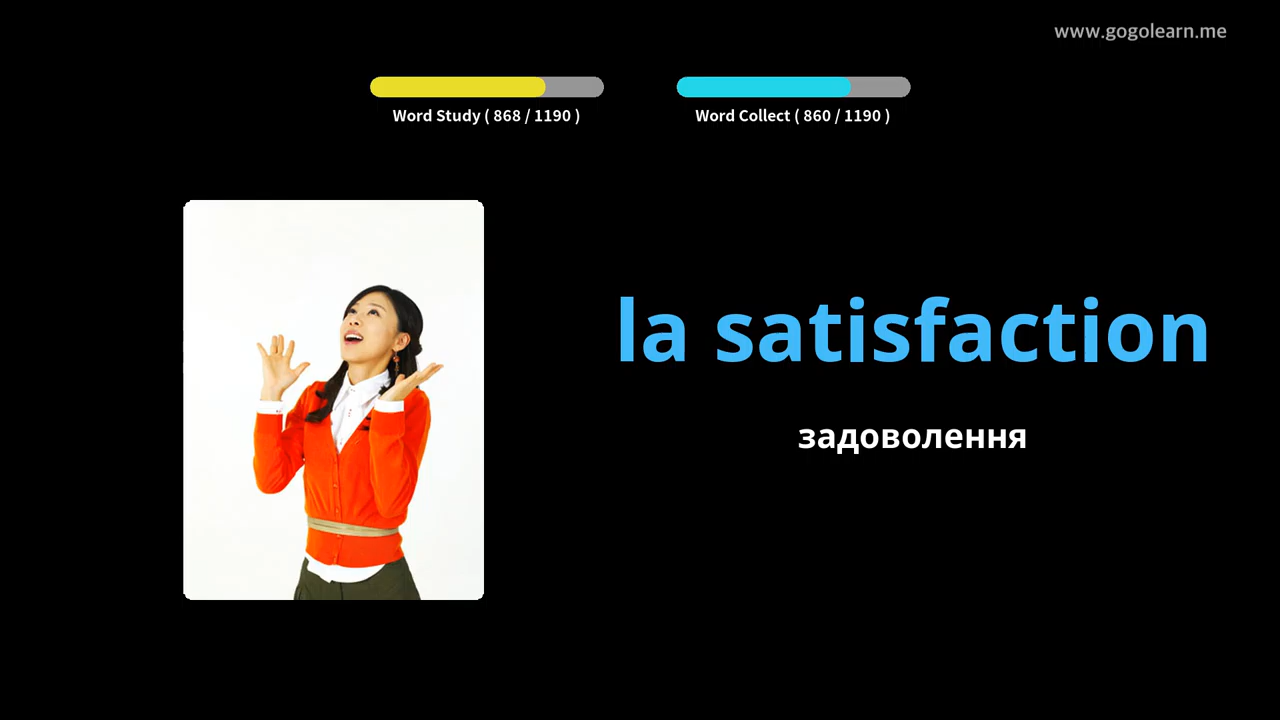 www.gogolearn.me
Word Study ( 868 / 1190 )
Word Collect ( 860 / 1190 )
la satisfaction
задоволення